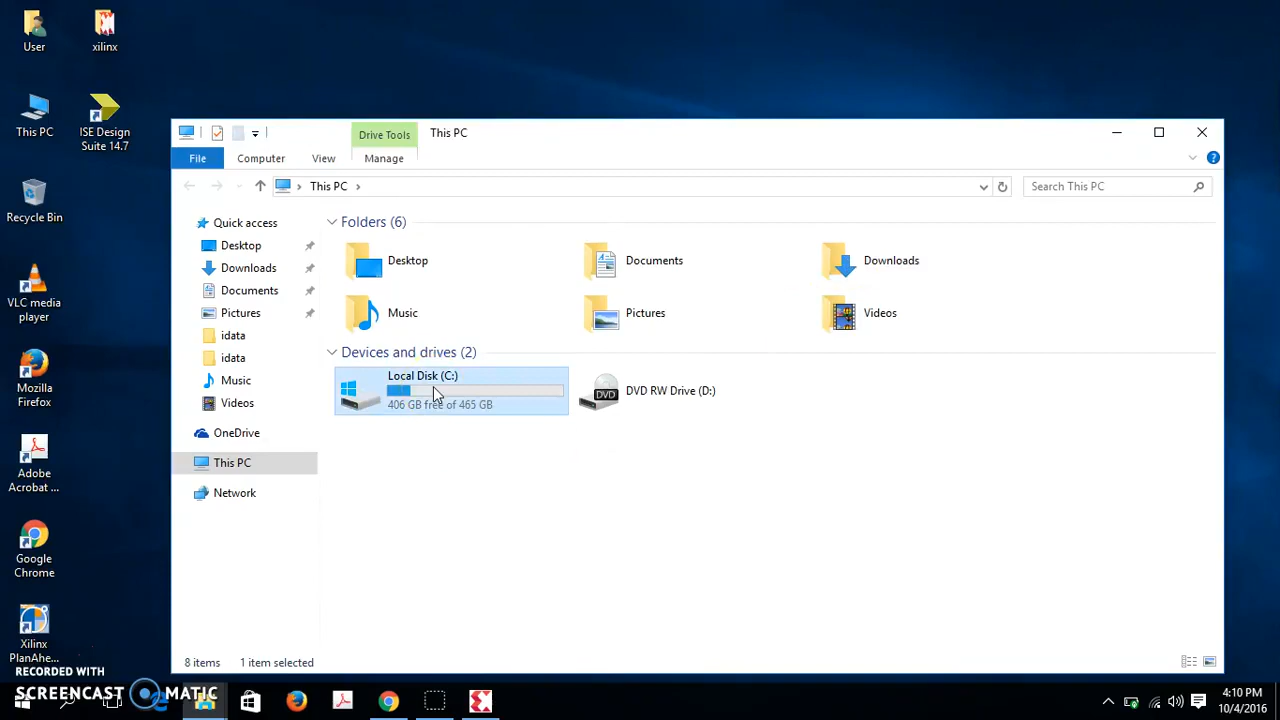 User
xilinx
This PC
ISE Design
Suite 14.7
Recycle Bin
VLC media
player
Mozilla
Firefox
Adobe
Acrobat ...
Google
Chrome
Xilinx
PlanAhe...
Drive Tools
This PC
File
Computer
View
Manage
This PC
Search This PC
Quick access
Desktop
Downloads
Documents
Pictures
idata
idata
Music
Videos
OneDrive
This PC
Network
Folders (6)
Desktop
Documents
Downloads
Music
Pictures
Videos
Devices and drives (2)
Local Disk (C:)
406 GB free of 465 GB
DVD
DVD RW Drive (D:)
8 items
1 item selected
RECORDED WITH
SCREENCAST MATIC
4:10 PM
10/4/2016